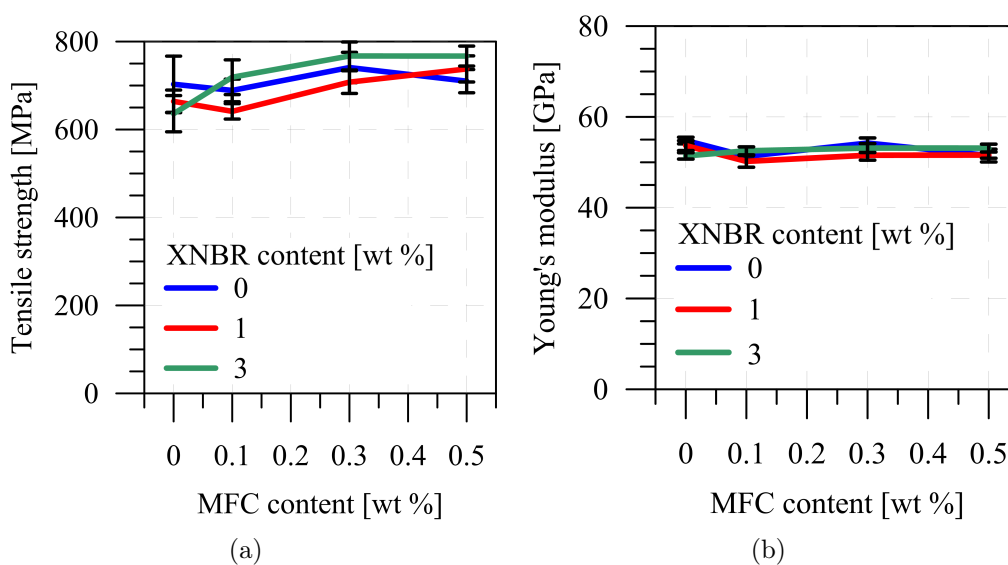 800
600
400
200
0
Tensile strength [MPa]
XNBR content [wt %]
0
1
3
0 0.1 0.2 0.3 0.4 0.5
MFC content [wt %]
(a)
80
60
40
20
0
Young's modulus [GPa]
XNBR content [wt %]
0
1
3
0 0.1 0.2 0.3 0.4 0.5
MFC content [wt %]
(b)